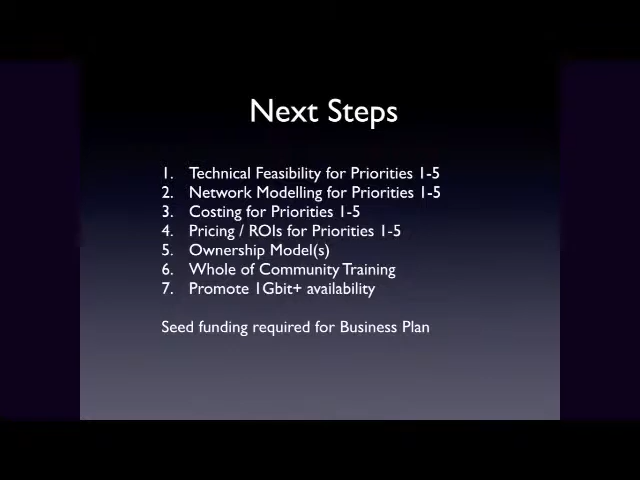 Next Steps
1. Technical Feasibility for Priorities 1-5
2. Network Modelling for Priorities 1-5
3. Costing for Priorities 1-5
4. Pricing / ROIs for Priorities 1-5
5. Ownership Model(s)
6. Whole of Community Training
7. Promote 1Gbit+ availability
Seed funding required for Business Plan